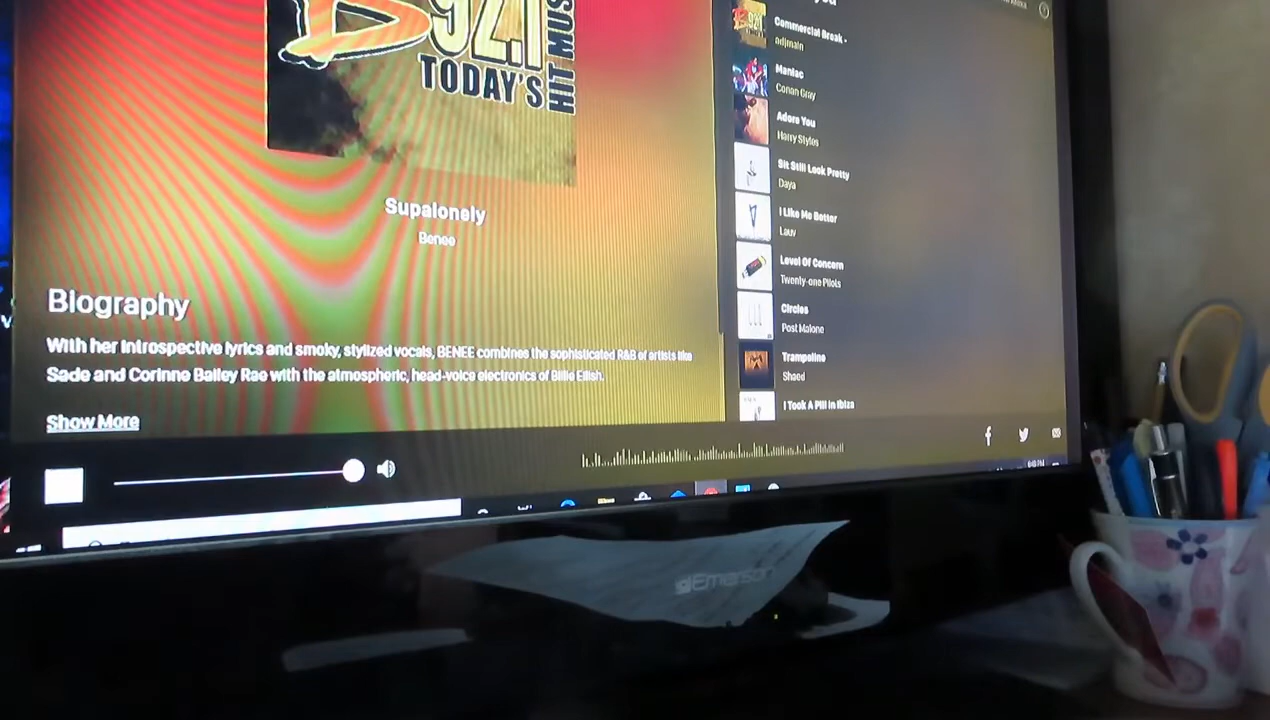 B
92.1
TODAY'S
HIT MUS
Supalonely
Benee
Biography
With her introspective lyrics and smoky, stylized vocals, BENEE combines the sophisticated R&B of artists like
Sade and Corinne Bailey Rae with the atmospheric, head-voice electronics of Billie Eilish.
Show More
Commercial Break -
adjmain
Maniac
Conan Gray
Adore You
Harry Styles
Sit Still Look Pretty
Daya
I Like Me Better
Lauv
Level Of Concern
Twenty-one Pilots
Circles
Post Malone
Trampoline
Shaed
I Took A Pill In Ibiza
Emerson